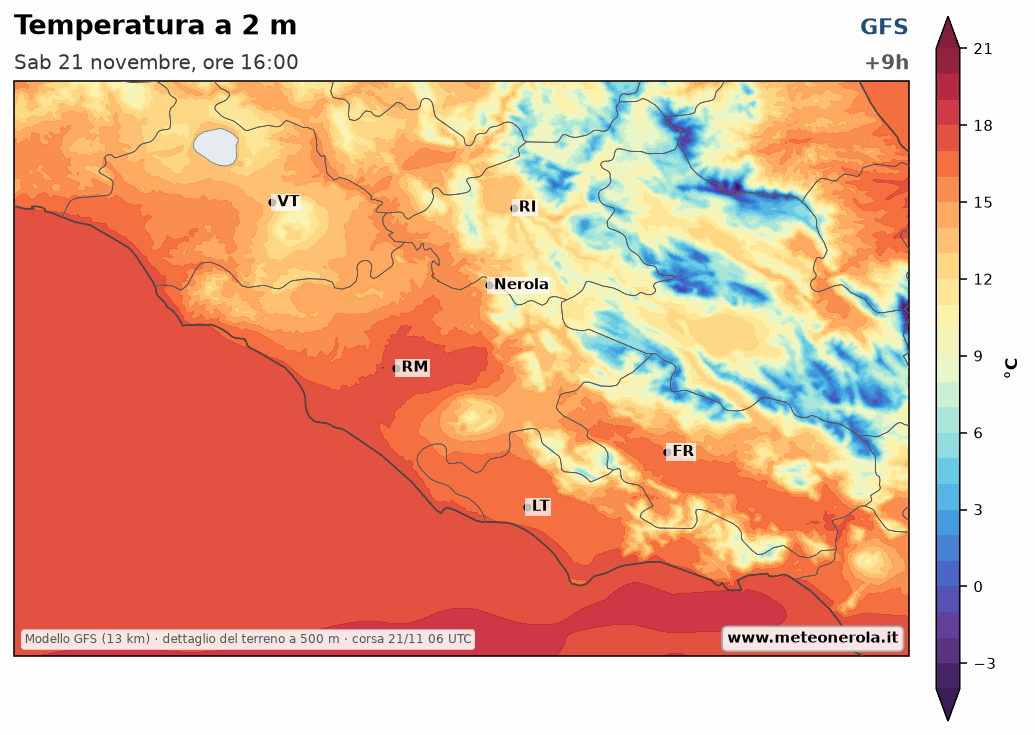 Temperatura a 2 m
GFS
Sab 21 novembre, ore 16:00
+9h
VT
RI
Nerola
RM
FR
LT
Modello GFS (13 km) · dettaglio del terreno a 500 m · corsa 21/11 06 UTC
www.meteonerola.it
21
18
15
12
9
6
3
0
−3
°C